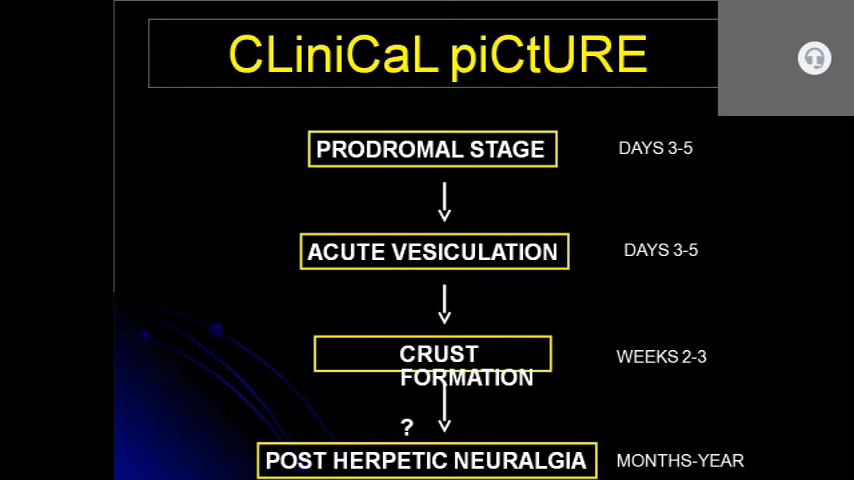 CLiniCaL piCtURE
PRODROMAL STAGE DAYS 3-5
ACUTE VESICULATION DAYS 3-5
CRUST FORMATION WEEKS 2-3
?
POST HERPETIC NEURALGIA MONTHS-YEAR